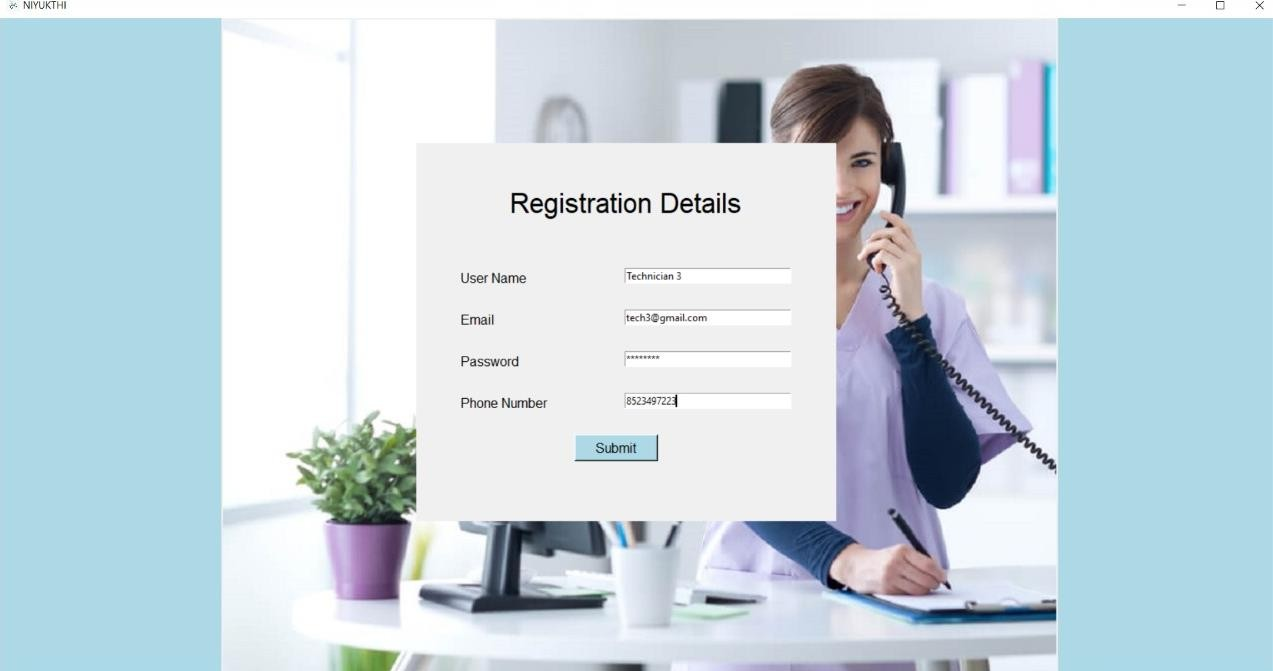 NIYUKTHI
Registration Details
User Name Technician 3
Email tech3@gmail.com
Password ********
Phone Number 8523497223
Submit